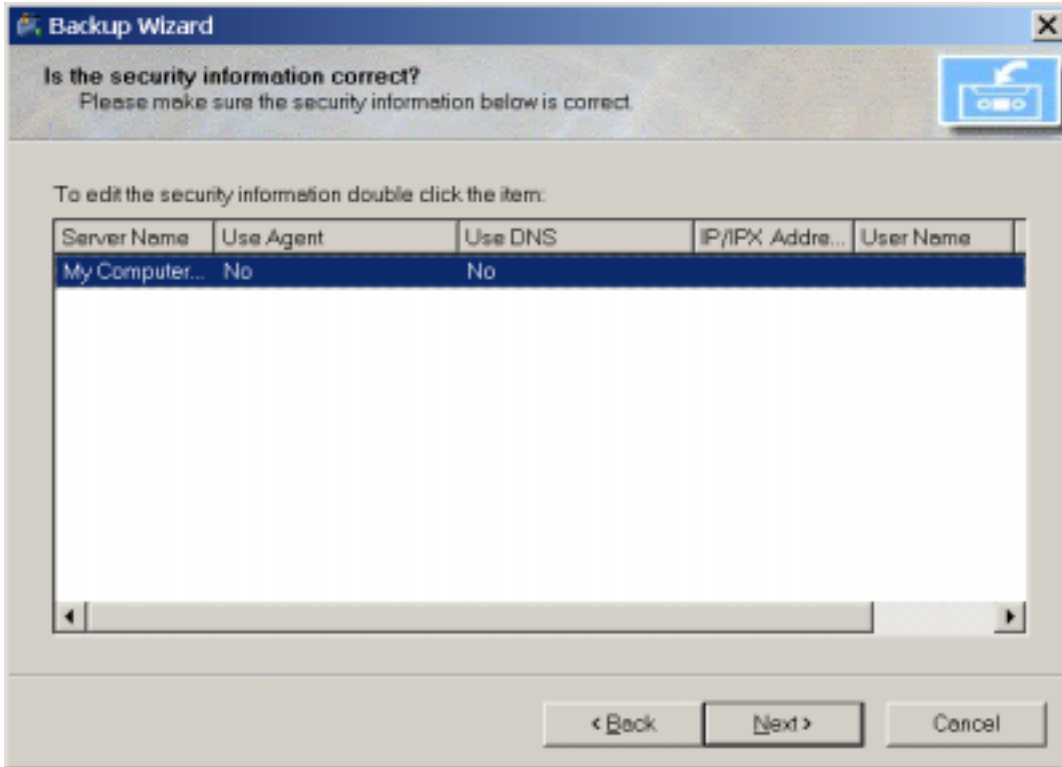 Backup Wizard
Is the security information correct?
Please make sure the security information below is correct.
To edit the security information double click the item:
Server Name Use Agent Use DNS IP/IPX Addre... User Name
My Computer... No No
< Back Next > Cancel